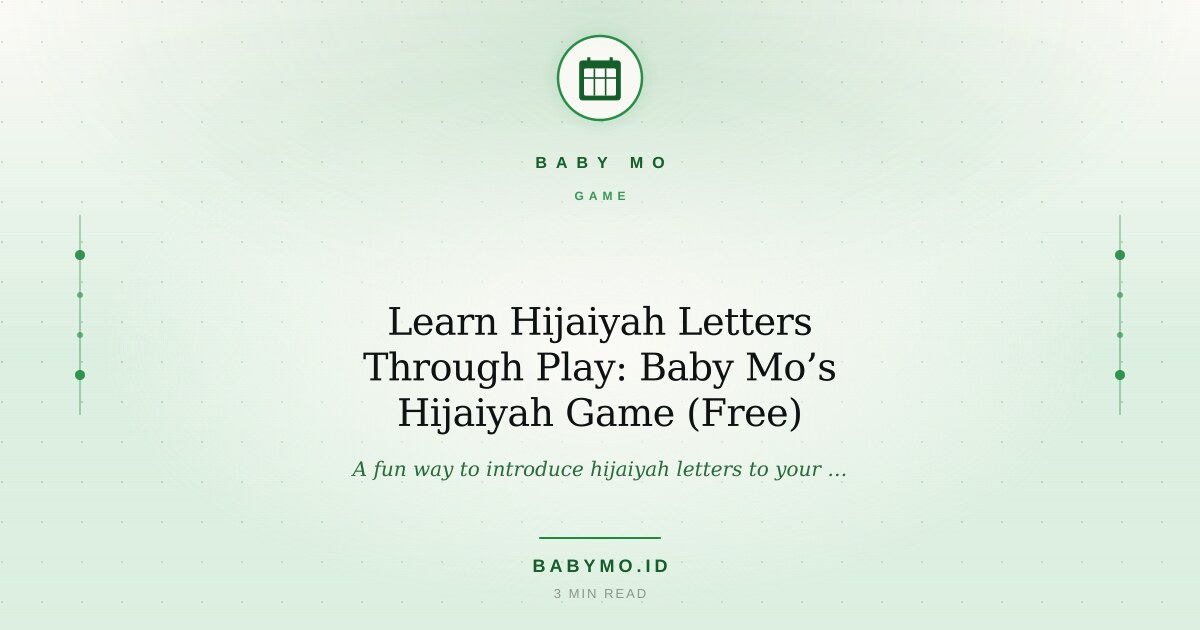 BABY MO
GAME
Learn Hijaiyah Letters
Through Play: Baby Mo’s
Hijaiyah Game (Free)
A fun way to introduce hijaiyah letters to your …
BABYMO.ID
3 MIN READ